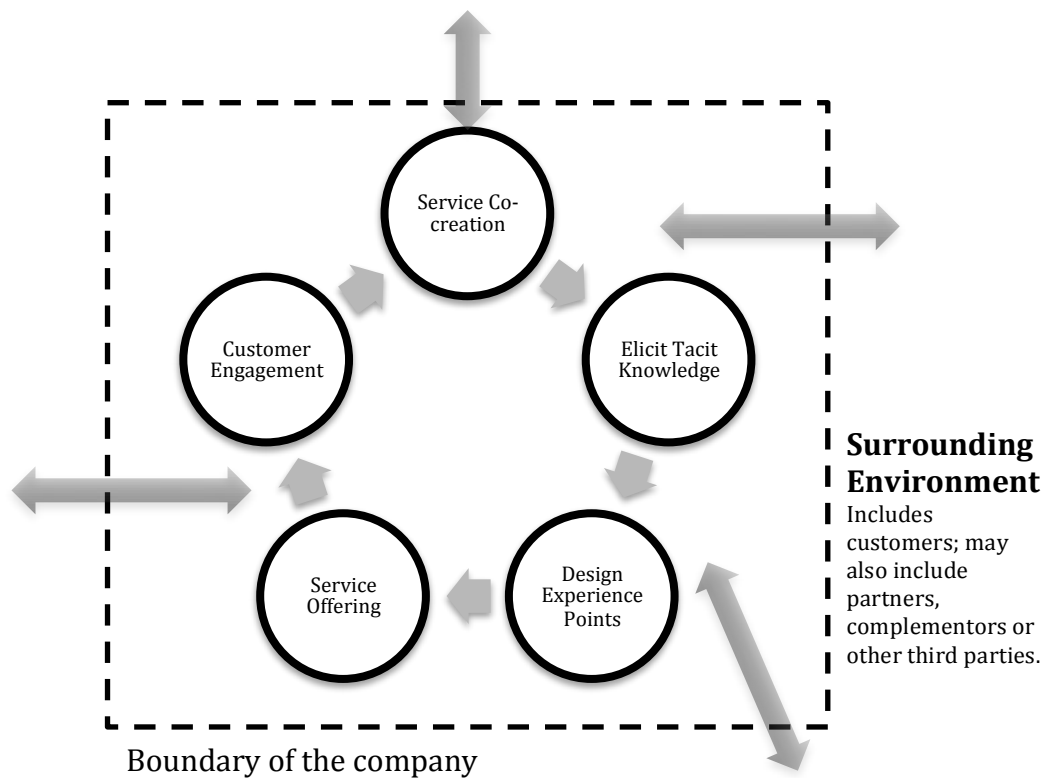 Service Co-
creation
Customer
Engagement
Elicit Tacit
Knowledge
Surrounding
Environment
Includes
customers; may
also include
partners,
complementors or
other third parties.
Service
Offering
Design
Experience
Points
Boundary of the company